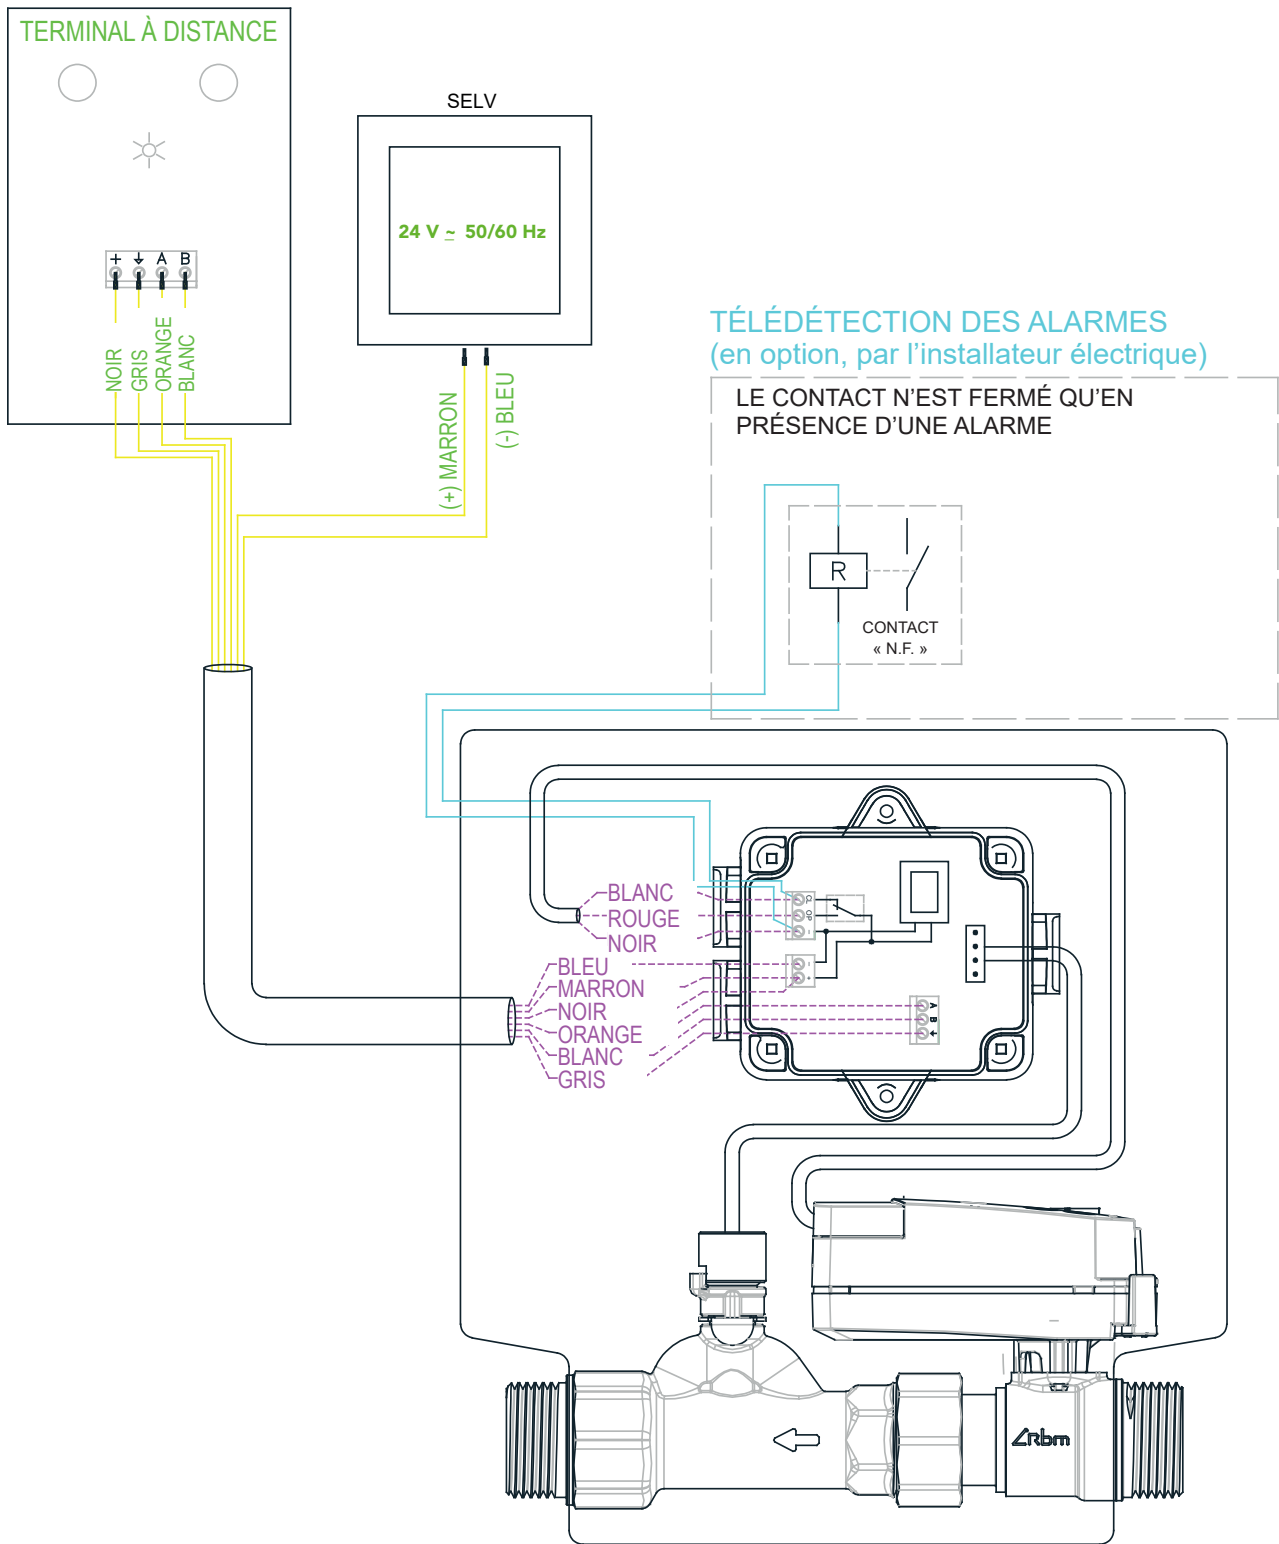 TERMINAL À DISTANCE
+ A B
NOIR
GRIS
ORANGE
BLANC
SELV
24 V ~ 50/60 Hz
(+) MARRON
(-) BLEU
TÉLÉDÉTECTION DES ALARMES
(en option, par l’installateur électrique)
LE CONTACT N’EST FERMÉ QU’EN
PRÉSENCE D’UNE ALARME
R
CONTACT
« N.F. »
BLANC
ROUGE
NOIR
BLEU
MARRON
NOIR
ORANGE
BLANC
GRIS
CL
OP
-
-
+
A
B
rbm